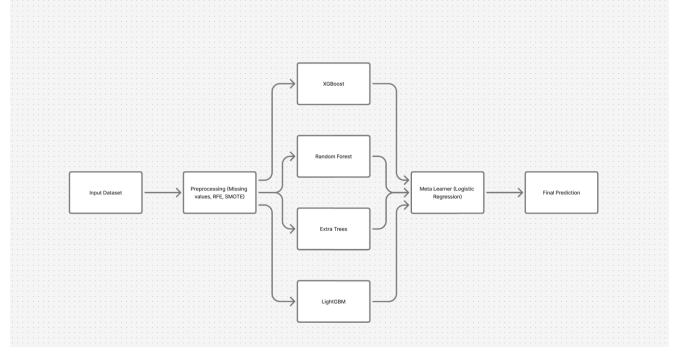 XGBoost
Random Forest
Input Dataset
Preprocessing (Missing
values, RFE, SMOTE)
Meta Learner (Logistic
Regression)
Final Prediction
Extra Trees
LightGBM